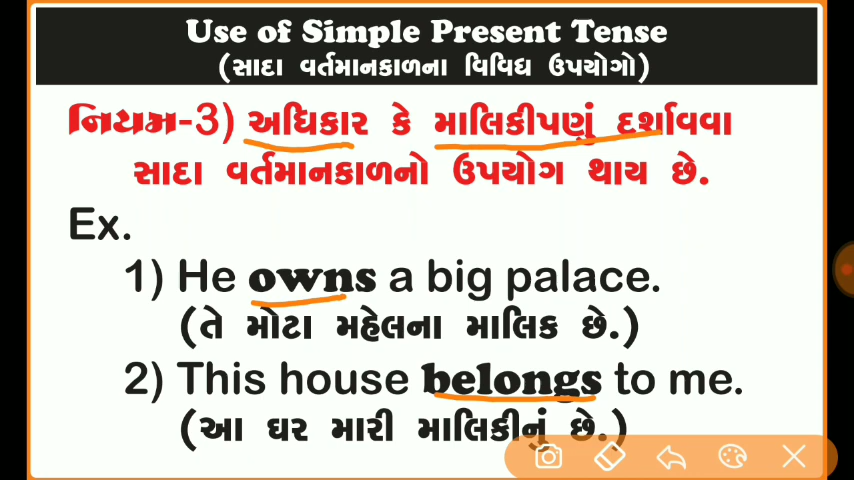 Use of Simple Present Tense
(સાદા વર્તમાનકાળના વિવિધ ઉપયોગો)
નિયમ-3) અધિકાર કે માલિકીપણું દર્શાવવા
સાદા વર્તમાનકાળનો ઉપયોગ થાય છે.
Ex.
1) He owns a big palace.
(તે મોટા મહેલના માલિક છે.)
2) This house belongs to me.
(આ ઘર મારી માલિકીનું છે.)